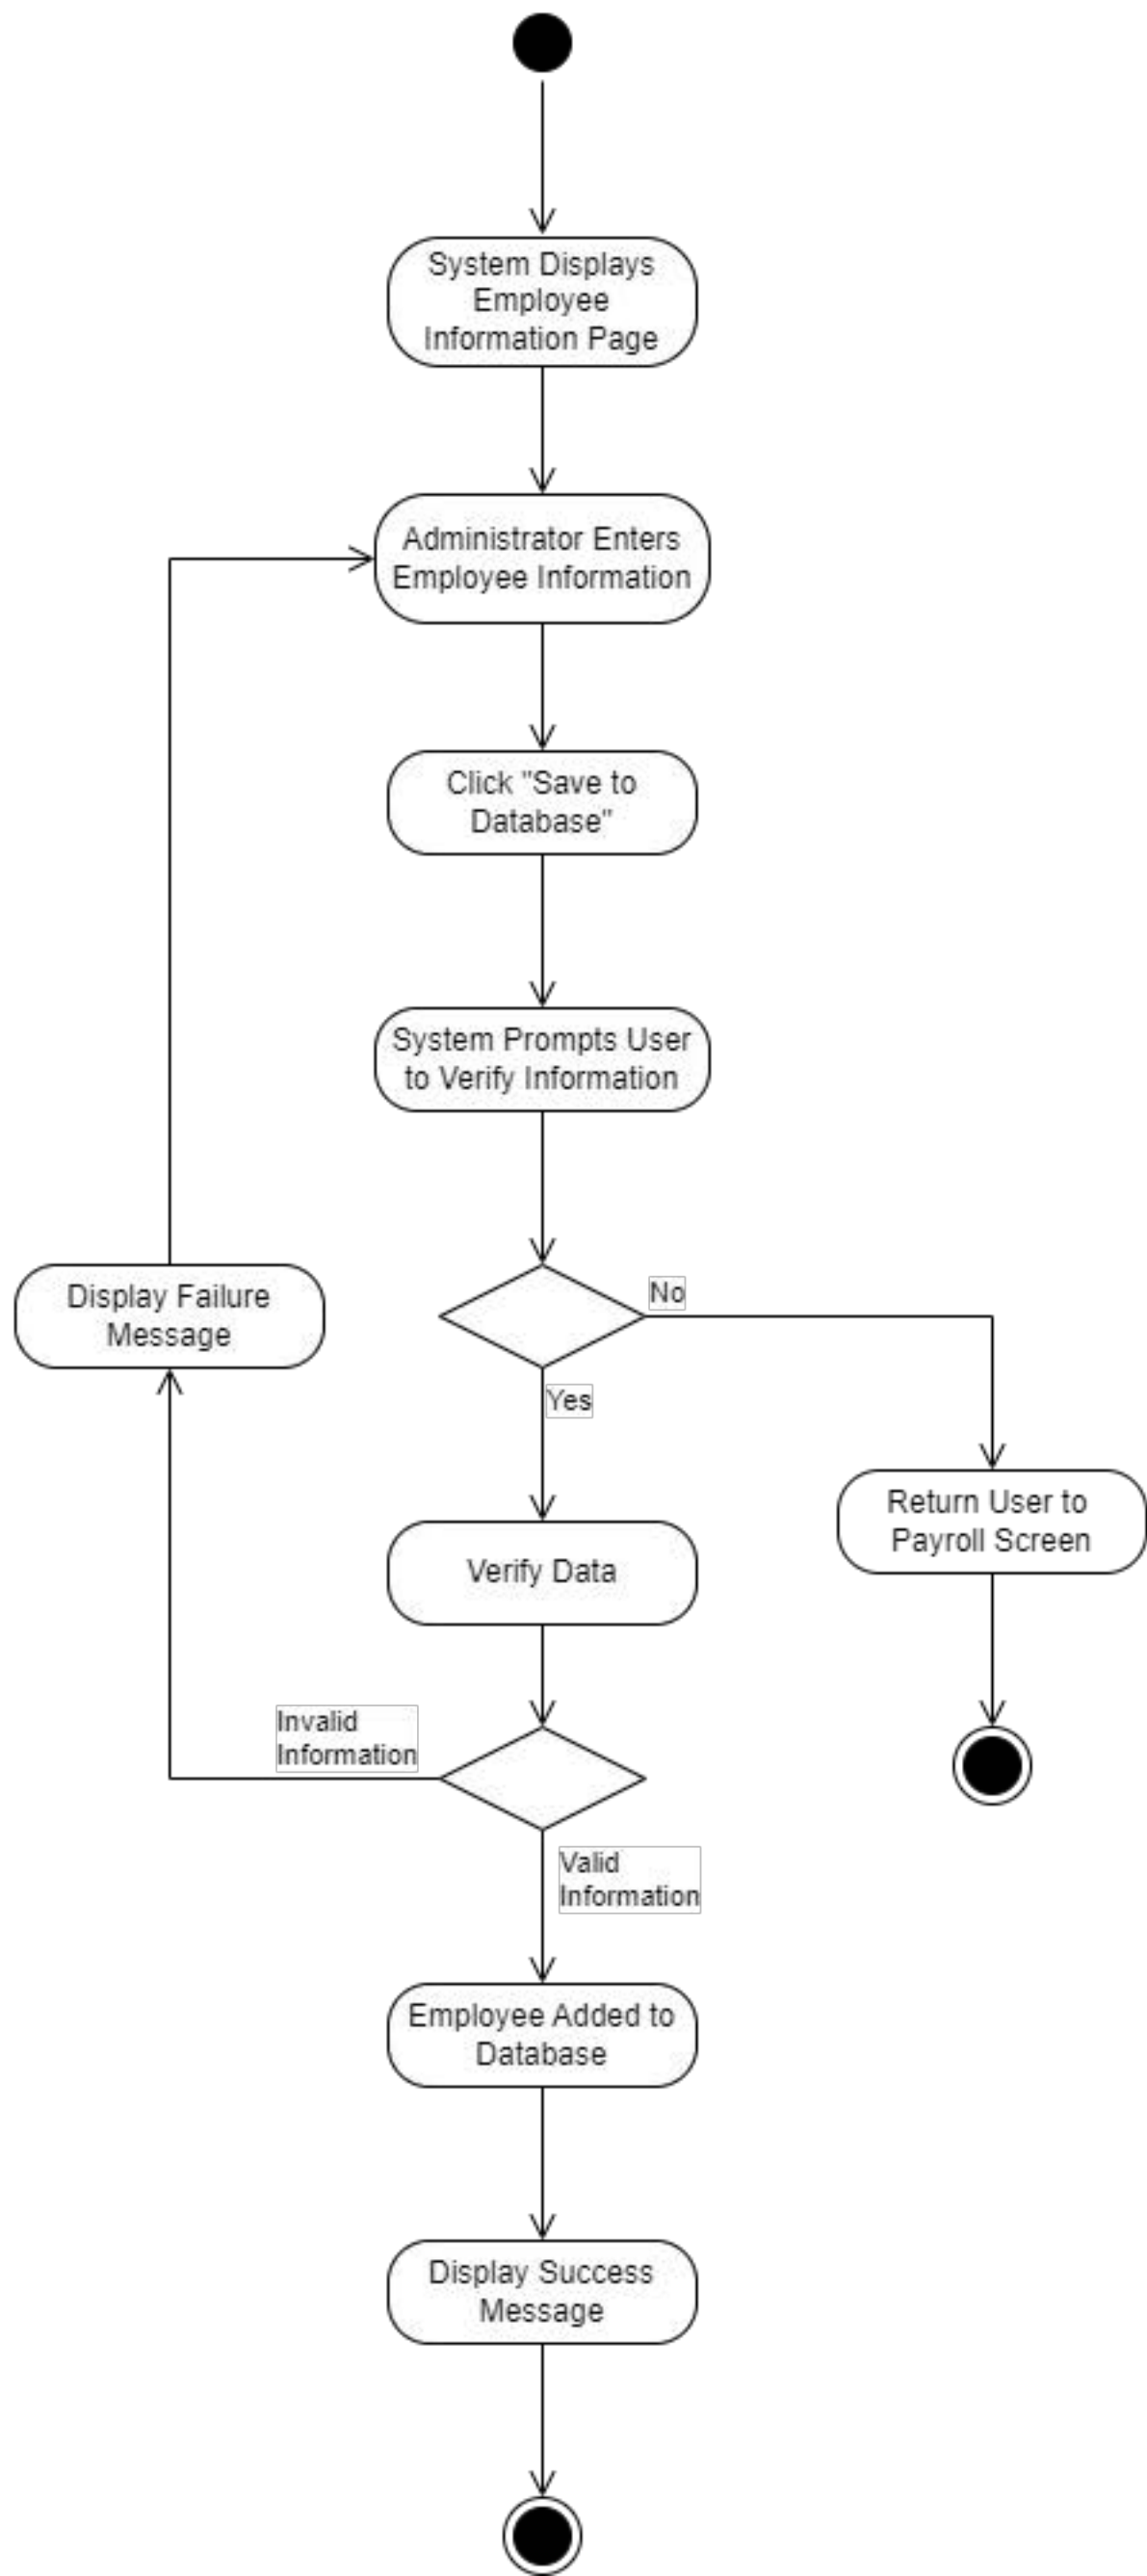 System Displays
Employee
Information Page
Administrator Enters
Employee Information
Click "Save to
Database"
System Prompts User
to Verify Information
Display Failure
Message
No
Yes
Return User to
Payroll Screen
Verify Data
Invalid
Information
Valid
Information
Employee Added to
Database
Display Success
Message